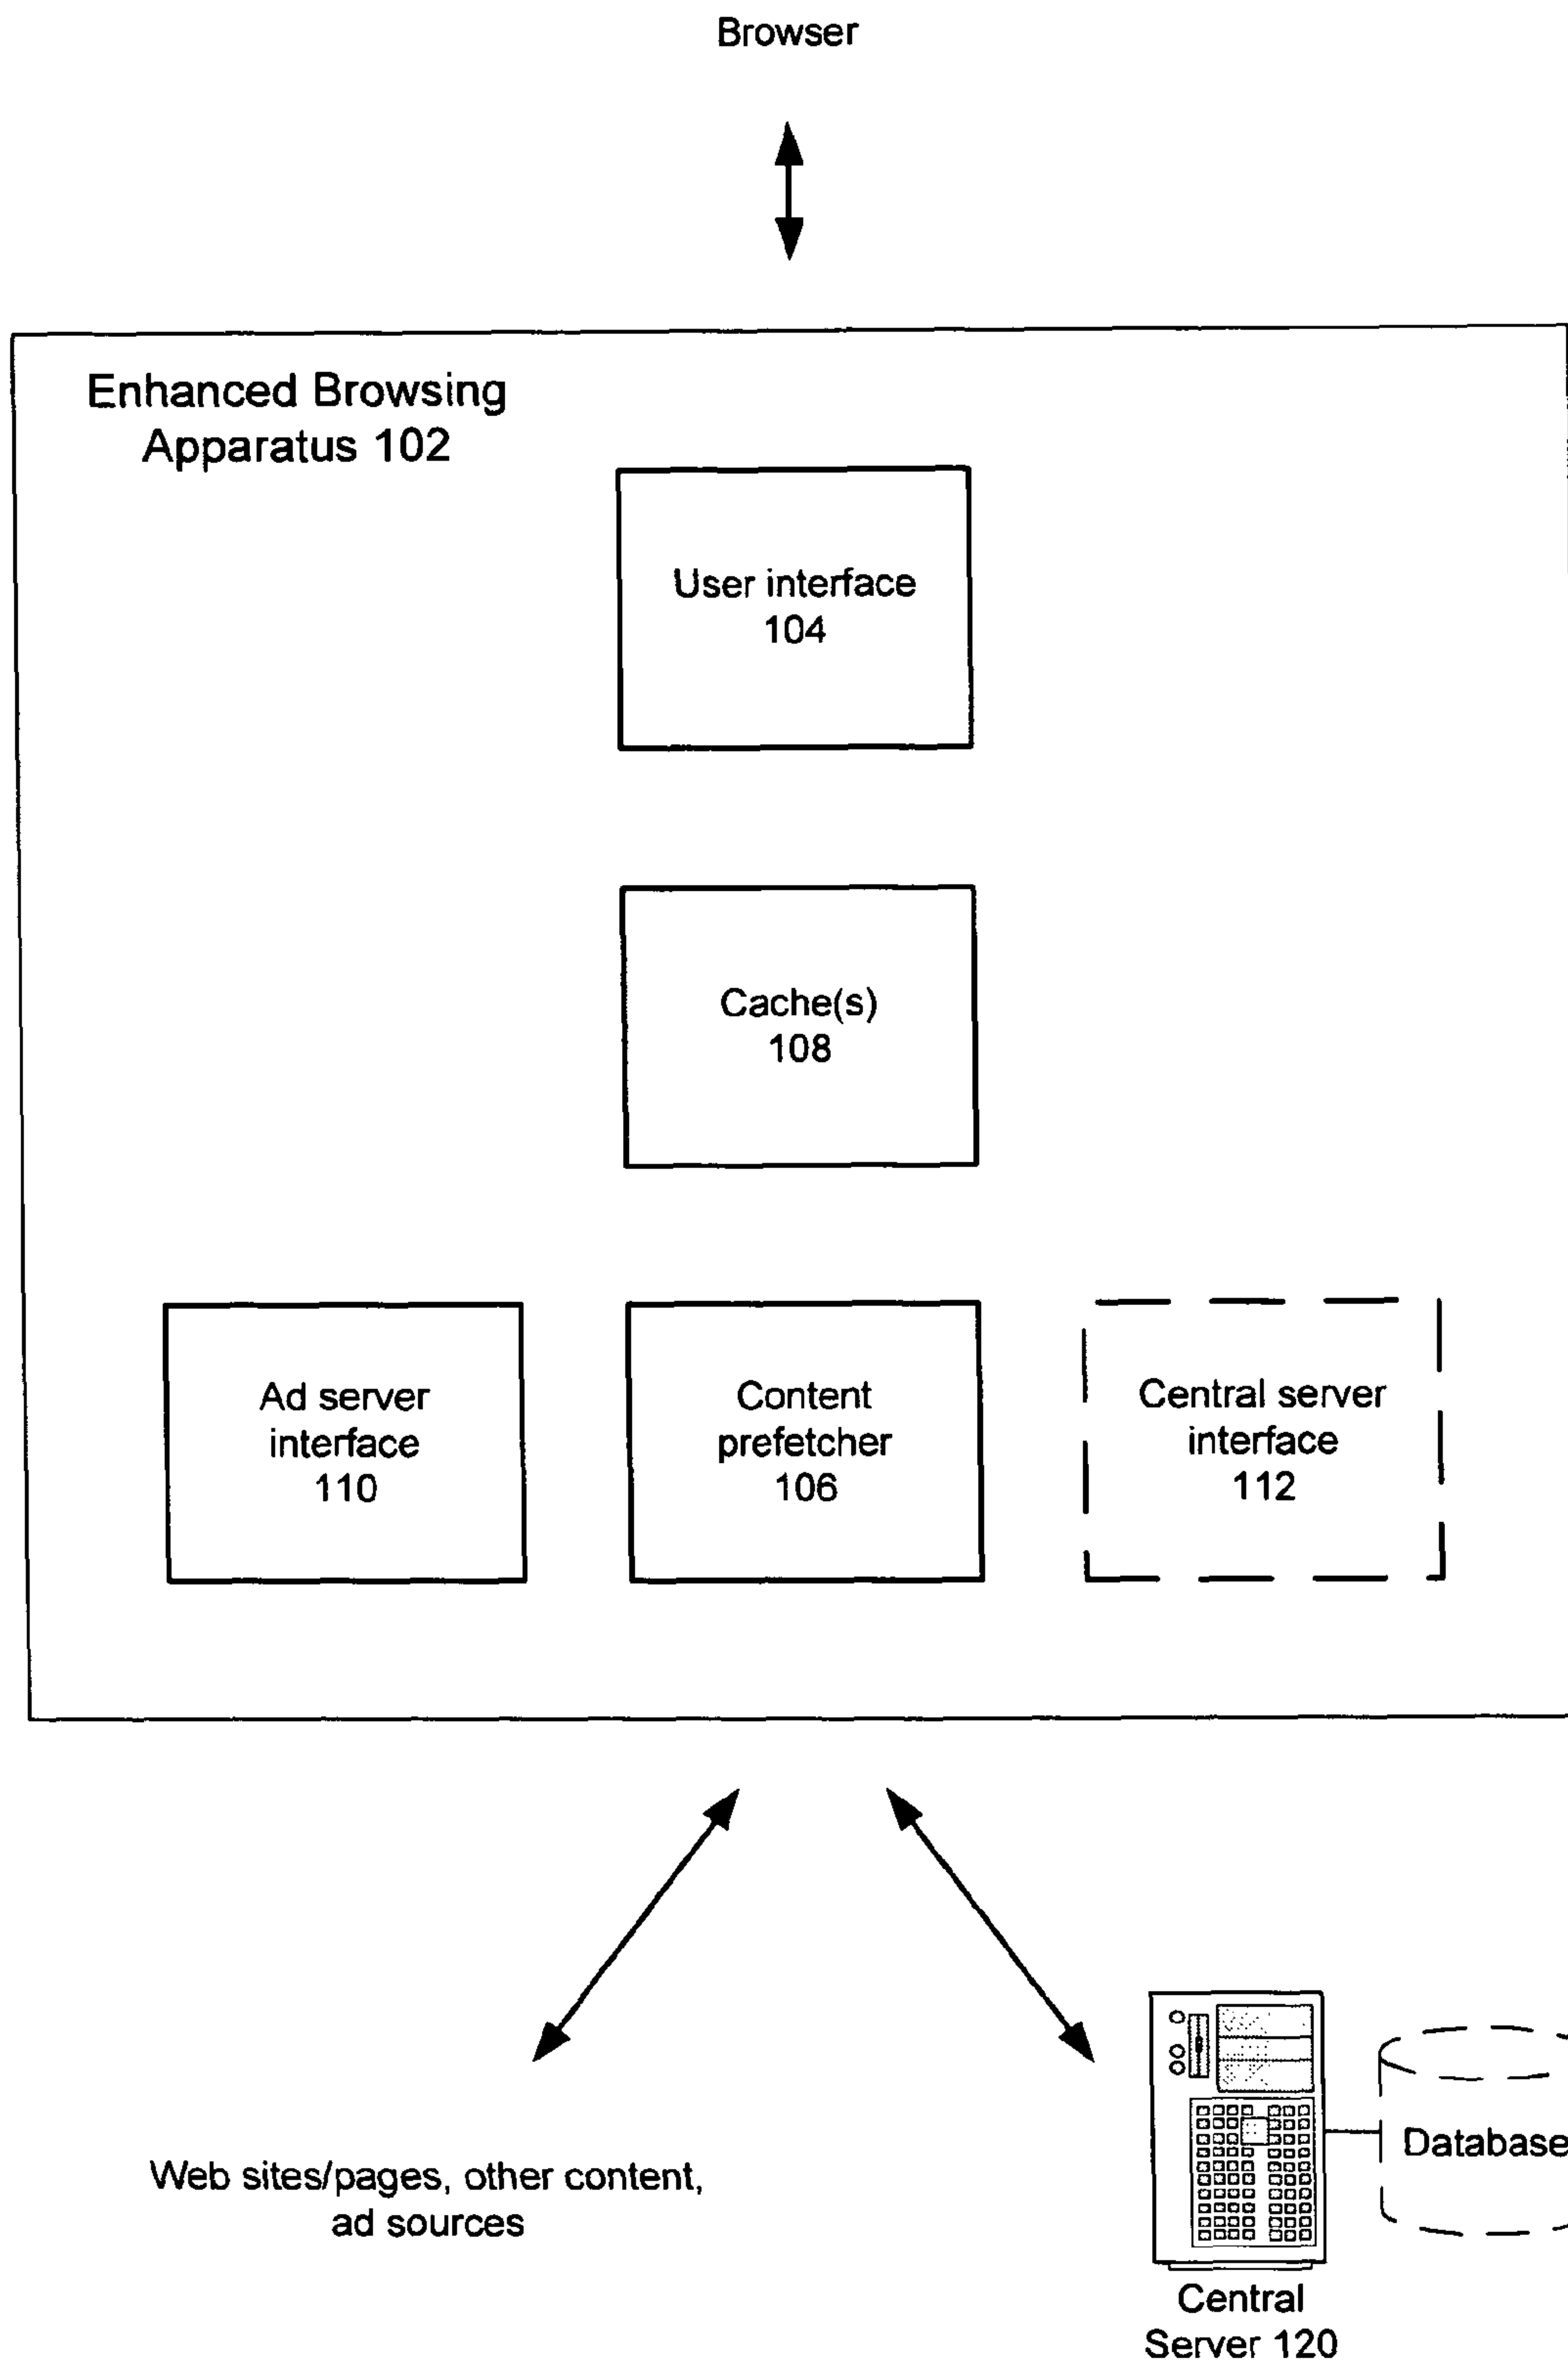 Browser
Enhanced Browsing
Apparatus 102
User interface
104
Cache(s)
108
Ad server
interface
110
Content
prefetcher
106
Central server
interface
112
Web sites/pages, other content,
ad sources
Database
Central
Server 120